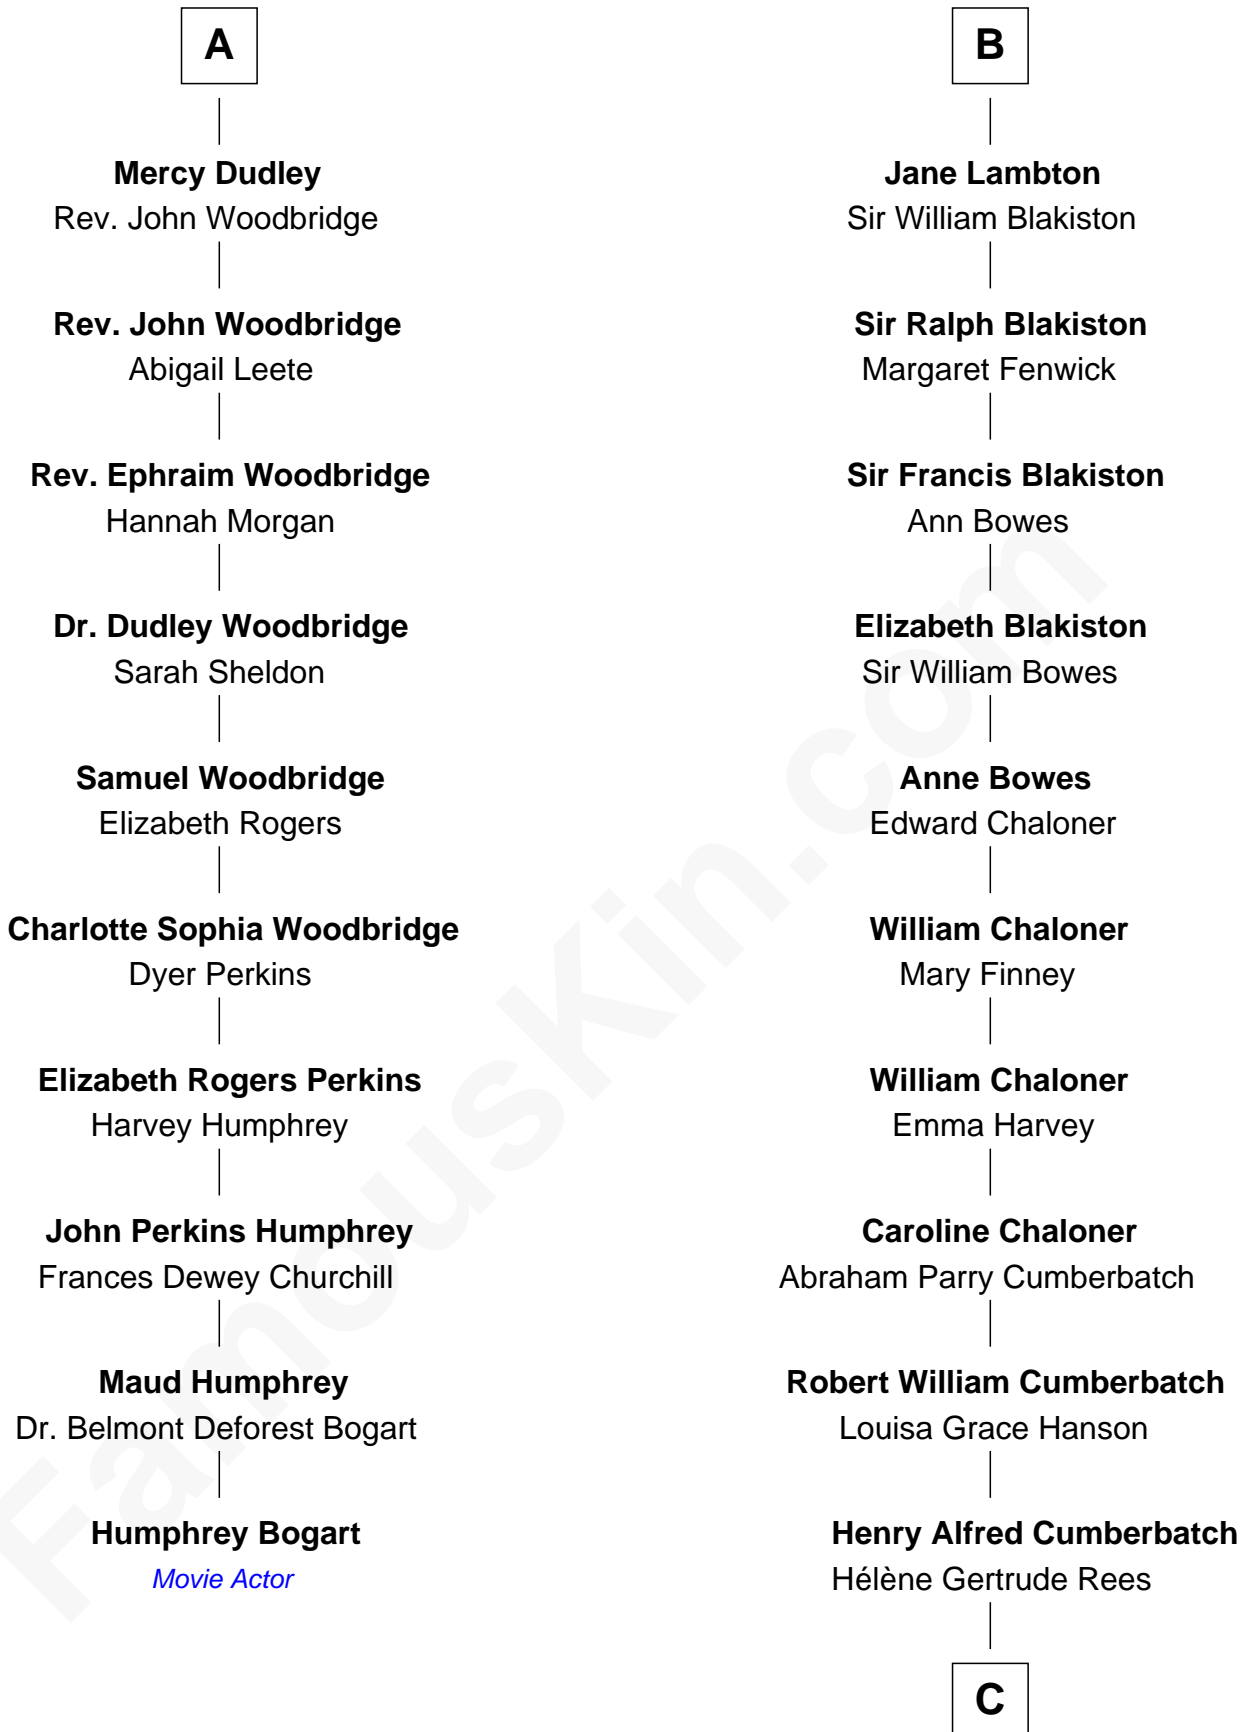 A
Mercy Dudley
Rev. John Woodbridge
Rev. John Woodbridge
Abigail Leete
Rev. Ephraim Woodbridge
Hannah Morgan
Dr. Dudley Woodbridge
Sarah Sheldon
Samuel Woodbridge
Elizabeth Rogers
Charlotte Sophia Woodbridge
Dyer Perkins
Elizabeth Rogers Perkins
Harvey Humphrey
John Perkins Humphrey
Frances Dewey Churchill
Maud Humphrey
Dr. Belmont Deforest Bogart
Humphrey Bogart
Movie Actor
B
Jane Lambton
Sir William Blakiston
Sir Ralph Blakiston
Margaret Fenwick
Sir Francis Blakiston
Ann Bowes
Elizabeth Blakiston
Sir William Bowes
Anne Bowes
Edward Chaloner
William Chaloner
Mary Finney
William Chaloner
Emma Harvey
Caroline Chaloner
Abraham Parry Cumberbatch
Robert William Cumberbatch
Louisa Grace Hanson
Henry Alfred Cumberbatch
Hélène Gertrude Rees
C
FamousKin.com